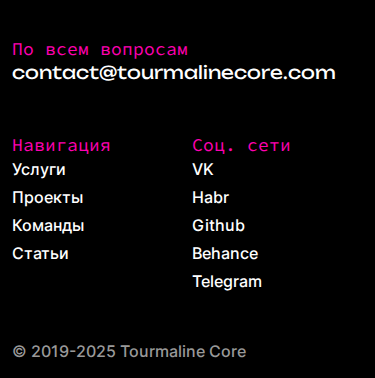 По всем вопросам
contact@tourmalinecore.com
Навигация
Услуги
Проекты
Команды
Статьи
Соц. сети
VK
Habr
Github
Behance
Telegram
© 2019-2025 Tourmaline Core